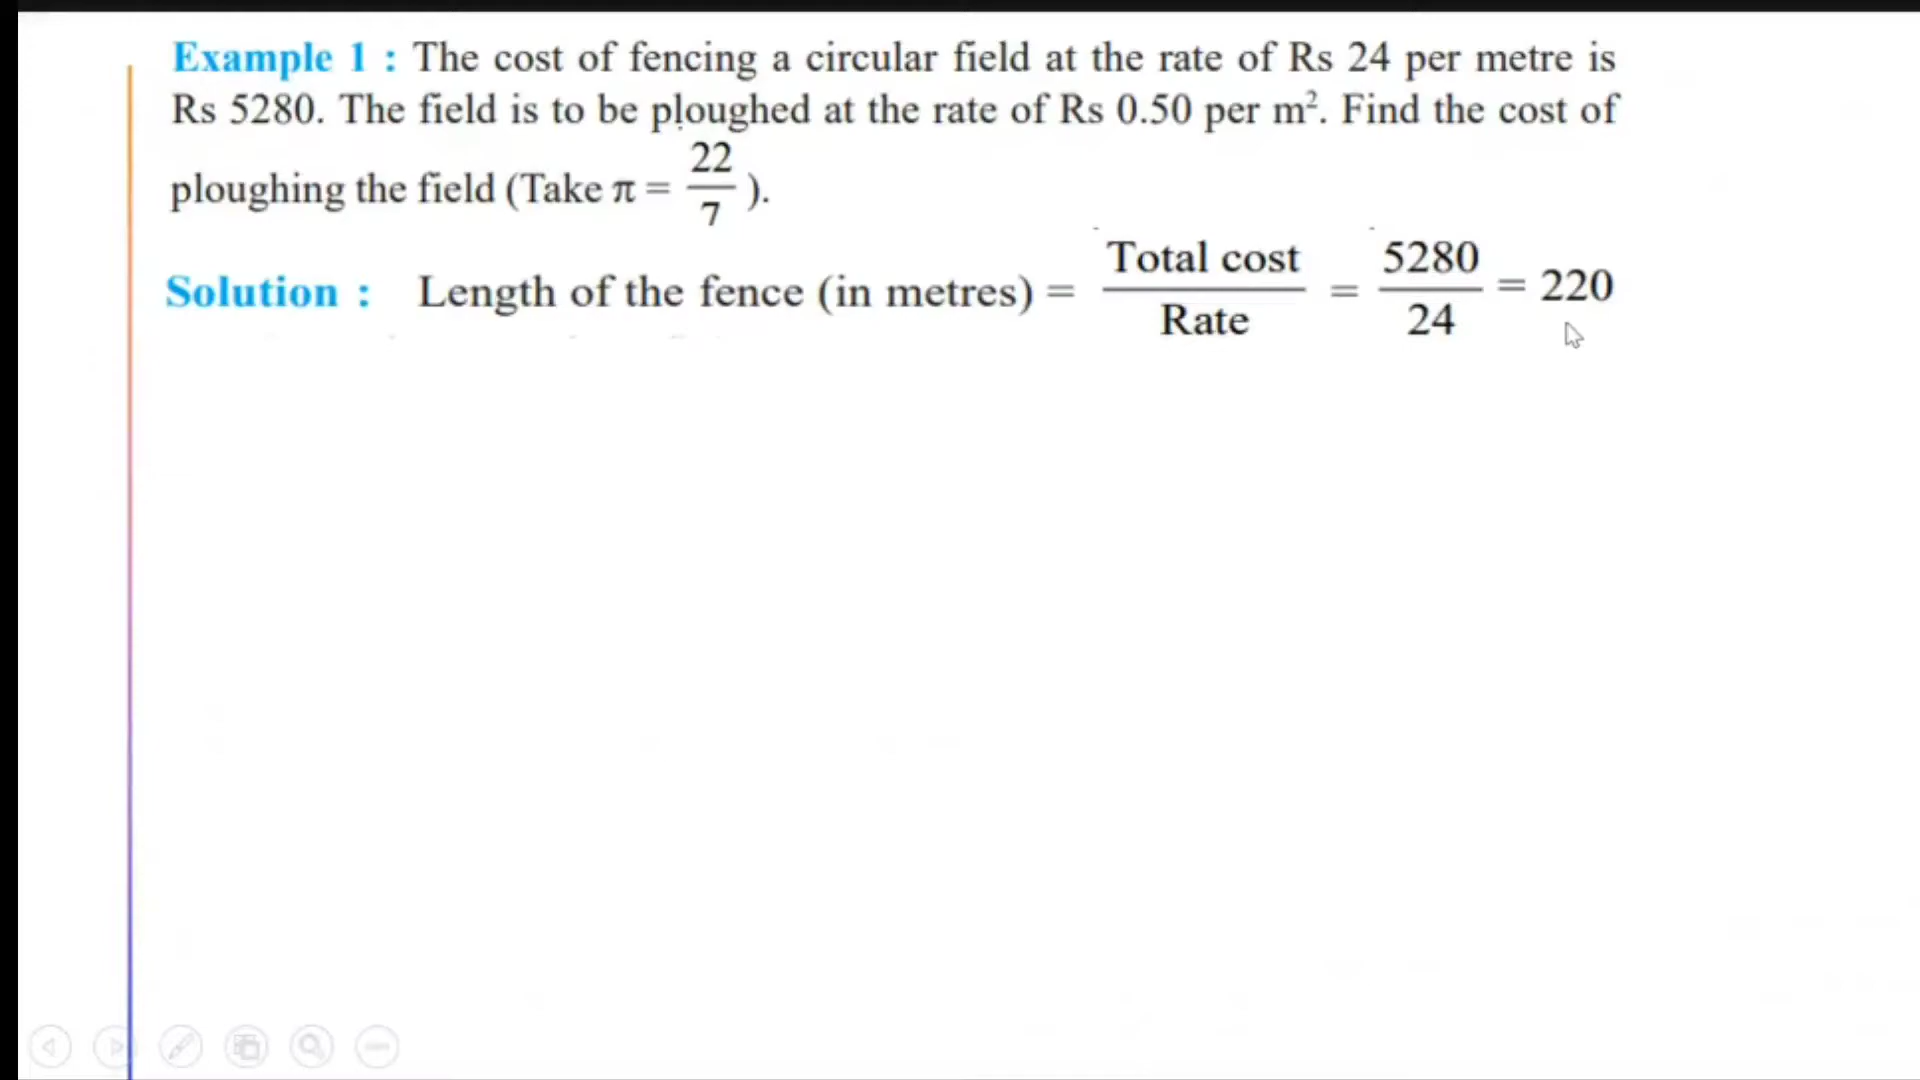 Example 1 : The cost of fencing a circular field at the rate of Rs 24 per metre is
Rs 5280. The field is to be ploughed at the rate of Rs 0.50 per m². Find the cost of
ploughing the field (Take π = 22/7 ).
Solution : Length of the fence (in metres) = Total cost/Rate = 5280/24 = 220